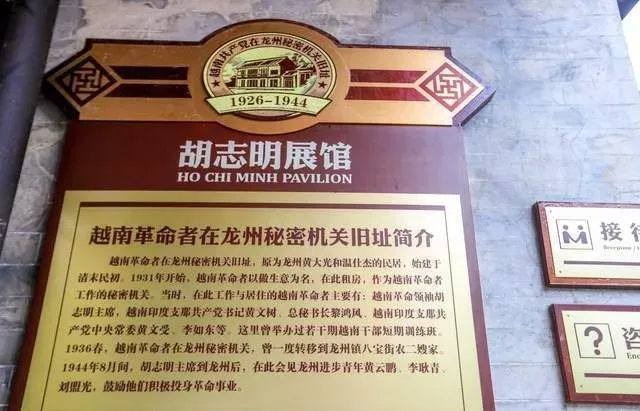 越南共产党在龙州秘密机关旧址
1926-1944
胡志明展馆
HO CHI MINH PAVILION
越南革命者在龙州秘密机关旧址简介
越南革命者在龙州秘密机关旧址,原为龙州黄大光和温仕杰的民居,始建于
清末民初。1931年开始,越南革命者以做生意为名,在此租房,作为越南革命者
工作的秘密机关。当时,在此工作与居住的越南革命者主要有:越南革命领袖胡
志明主席,越南印度支那共产党书记黄文树、总秘书长黎鸿风、越南印度支那共
产党中央常委黄文受、李如东等。这里曾举办过若干期越南干部短期训练班。
1936春,越南革命者在龙州秘密机关,曾一度转移到龙州镇八宝街农二嫂家。
1944年8月间,胡志明主席到龙州后,在此会见龙州进步青年黄云鹏、李耿青、
刘盟光,鼓励他们积极投身革命事业。
接待
Reception
?